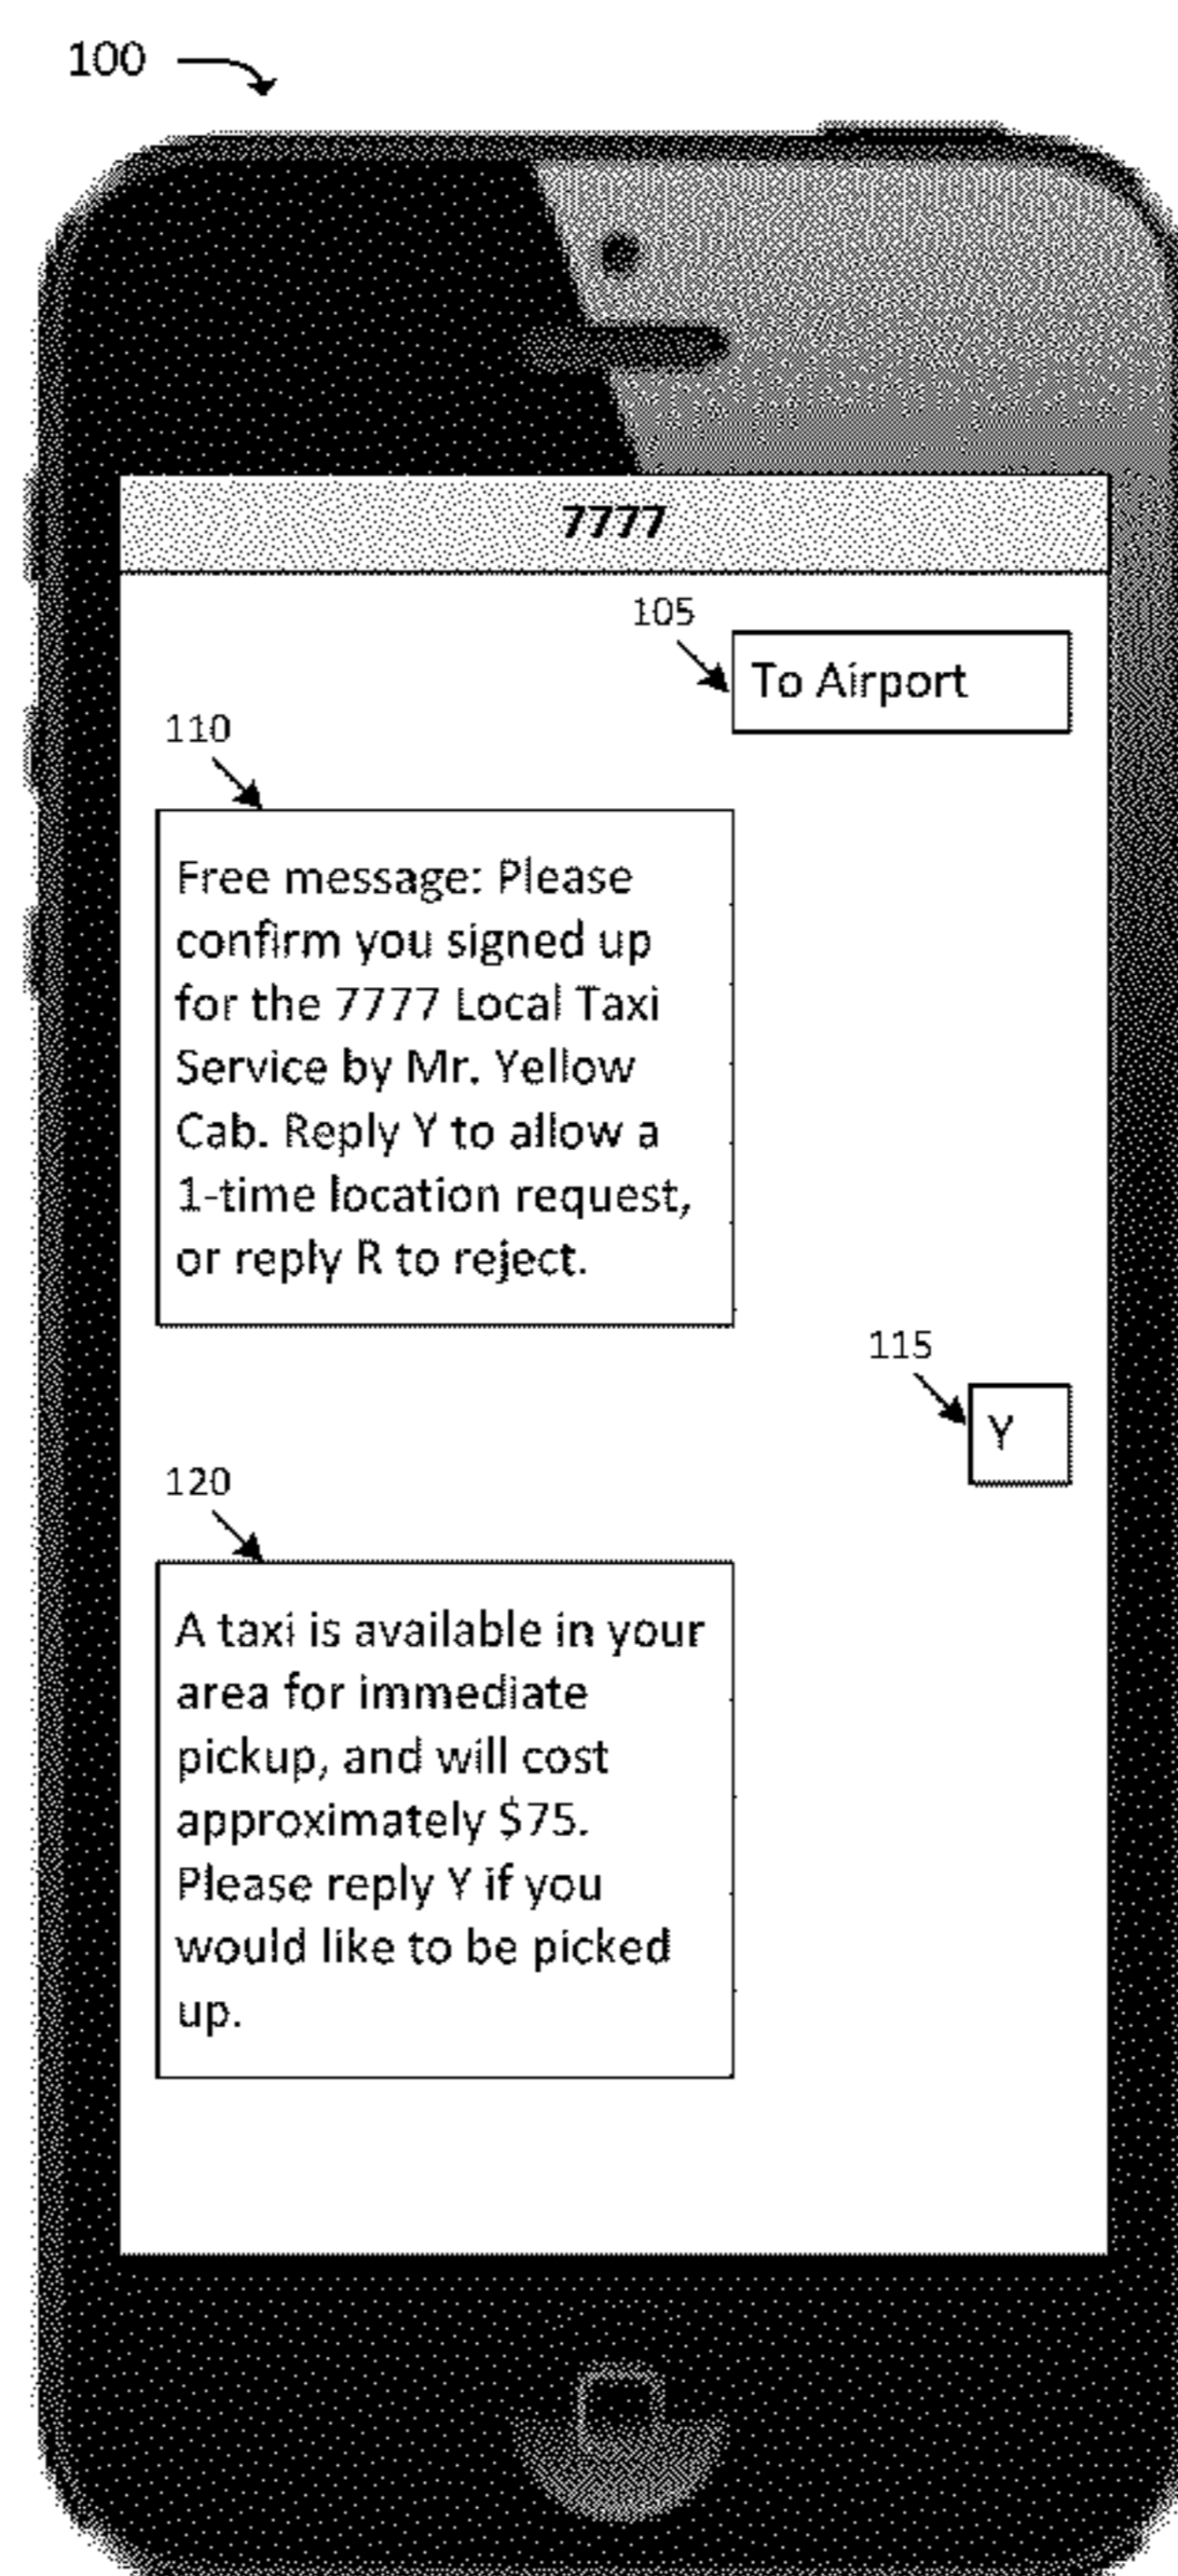 100
7777
105
To Airport
110
Free message: Please
confirm you signed up
for the 7777 Local Taxi
Service by Mr. Yellow
Cab. Reply Y to allow a
1-time location request,
or reply R to reject.
115
Y
120
A taxi is available in your
area for immediate
pickup, and will cost
approximately $75.
Please reply Y if you
would like to be picked
up.